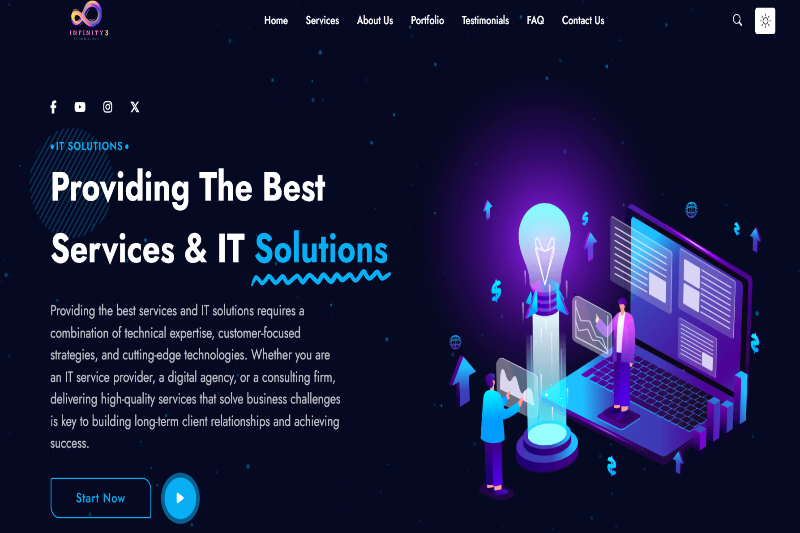 INFINITY3
Home Services About Us Portfolio Testimonials FAQ Contact Us
• IT SOLUTIONS •
Providing The Best
Services & IT Solutions
Providing the best services and IT solutions requires a
combination of technical expertise, customer-focused
strategies, and cutting-edge technologies. Whether you are
an IT service provider, a digital agency, or a consulting firm,
delivering high-quality services that solve business challenges
is key to building long-term client relationships and achieving
success.
Start Now